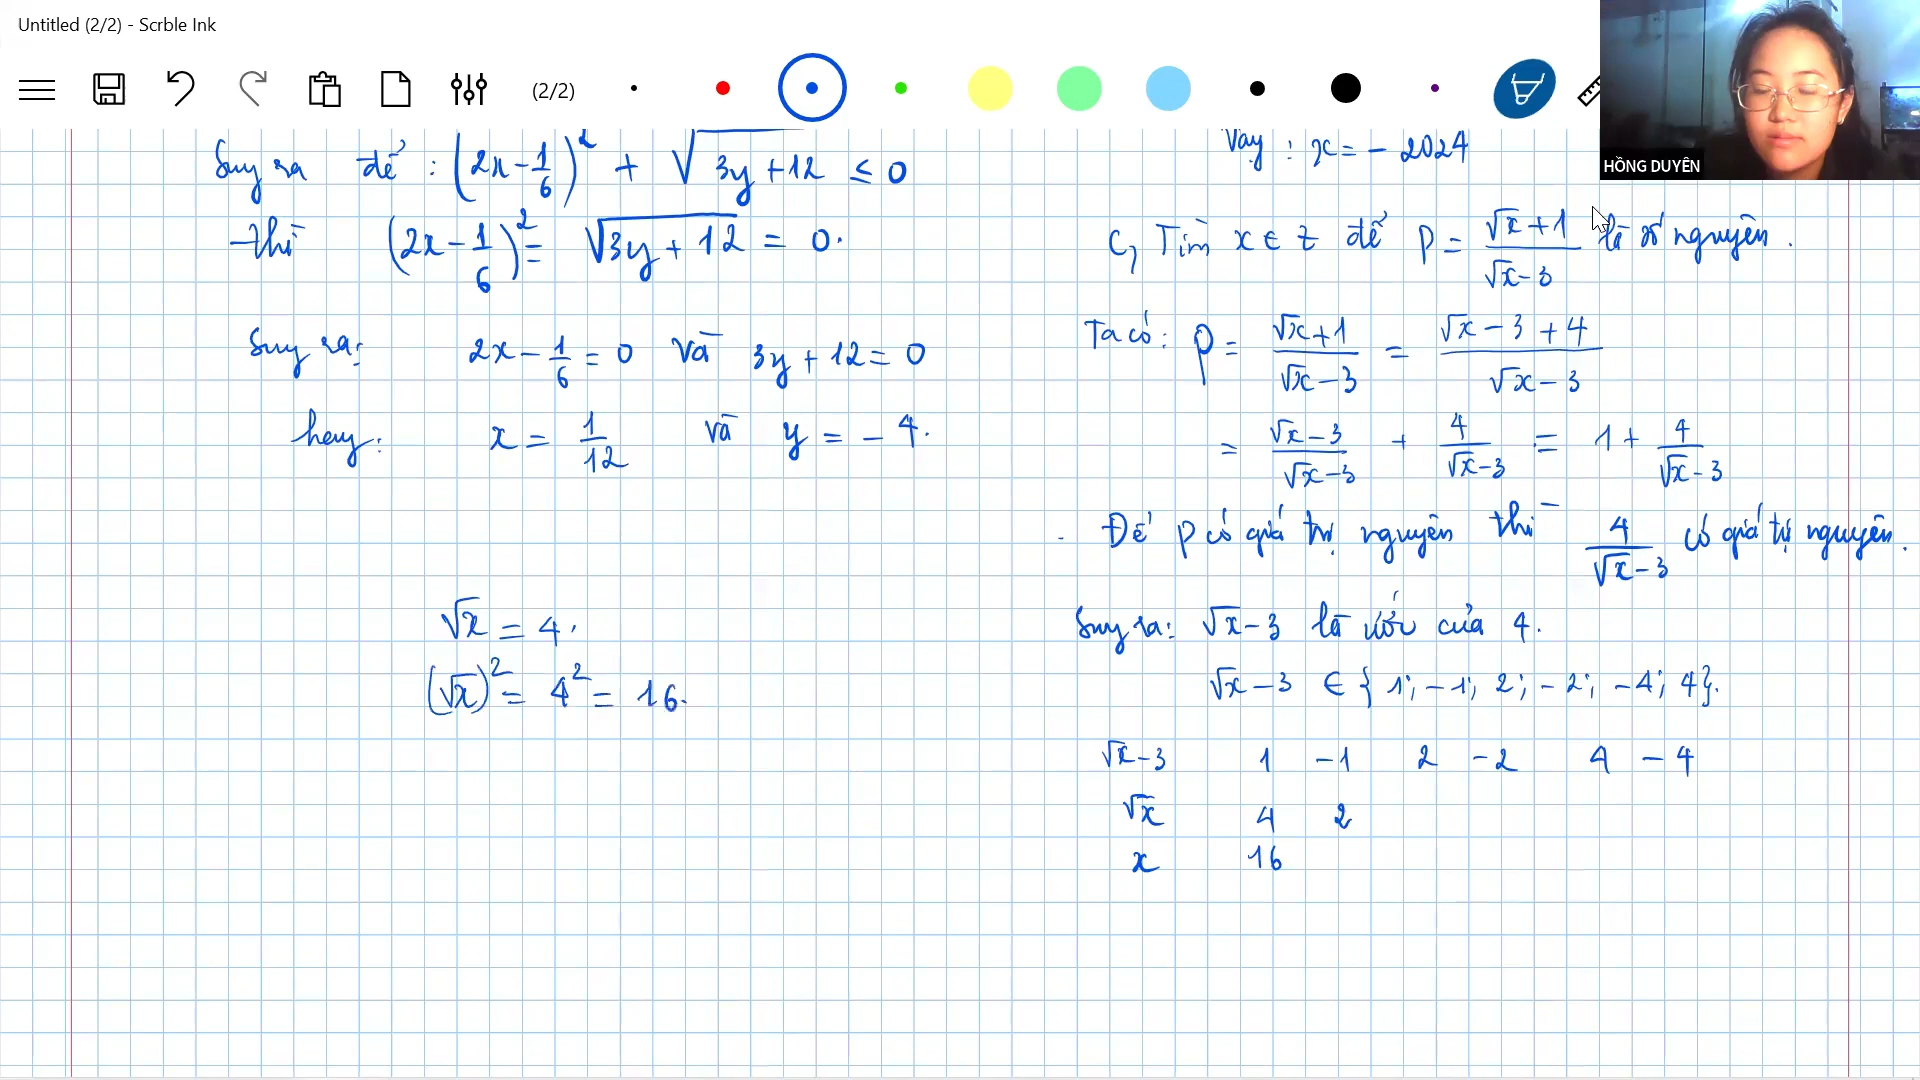 Untitled (2/2) - Scrble Ink
(2/2)
HỒNG DUYÊN
Suy ra để : (2x - 1/6)² + √(3y + 12) ≤ 0
thì (2x - 1/6)² = √(3y + 12) = 0.
Suy ra: 2x - 1/6 = 0 và 3y + 12 = 0
hay: x = 1/12 và y = - 4.
√x = 4.
(√x)² = 4² = 16.
Vậy : x = - 2024
c, Tìm x ∈ Z để P = (√x + 1)/(√x - 3) là số nguyên .
Ta có: P = (√x + 1)/(√x - 3) = (√x - 3 + 4)/(√x - 3)
= (√x - 3)/(√x - 3) + 4/(√x - 3) = 1 + 4/(√x - 3)
Để P có giá trị nguyên thì 4/(√x - 3) có giá trị nguyên.
Suy ra: √x - 3 là ước của 4.
√x - 3 ∈ { 1; -1; 2; -2; -4; 4}.
√x - 3 1 -1 2 -2 4 -4
√x 4 2
x 16